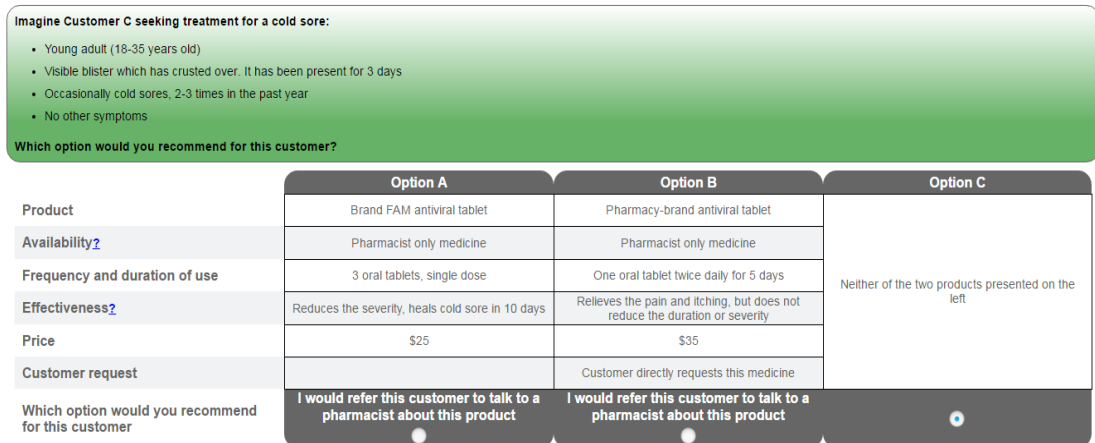 Imagine Customer C seeking treatment for a cold sore:
• Young adult (18-35 years old)
• Visible blister which has crusted over. It has been present for 3 days
• Occasionally cold sores, 2-3 times in the past year
• No other symptoms
Which option would you recommend for this customer?
Option A Option B Option C
Product Brand FAM antiviral tablet Pharmacy-brand antiviral tablet
Availability? Pharmacist only medicine Pharmacist only medicine
Frequency and duration of use 3 oral tablets, single dose One oral tablet twice daily for 5 days
Neither of the two products presented on the
left
Effectiveness? Reduces the severity, heals cold sore in 10 days Relieves the pain and itching, but does not
reduce the duration or severity
Price $25 $35
Customer request Customer directly requests this medicine
Which option would you recommend
for this customer
I would refer this customer to talk to a
pharmacist about this product
I would refer this customer to talk to a
pharmacist about this product